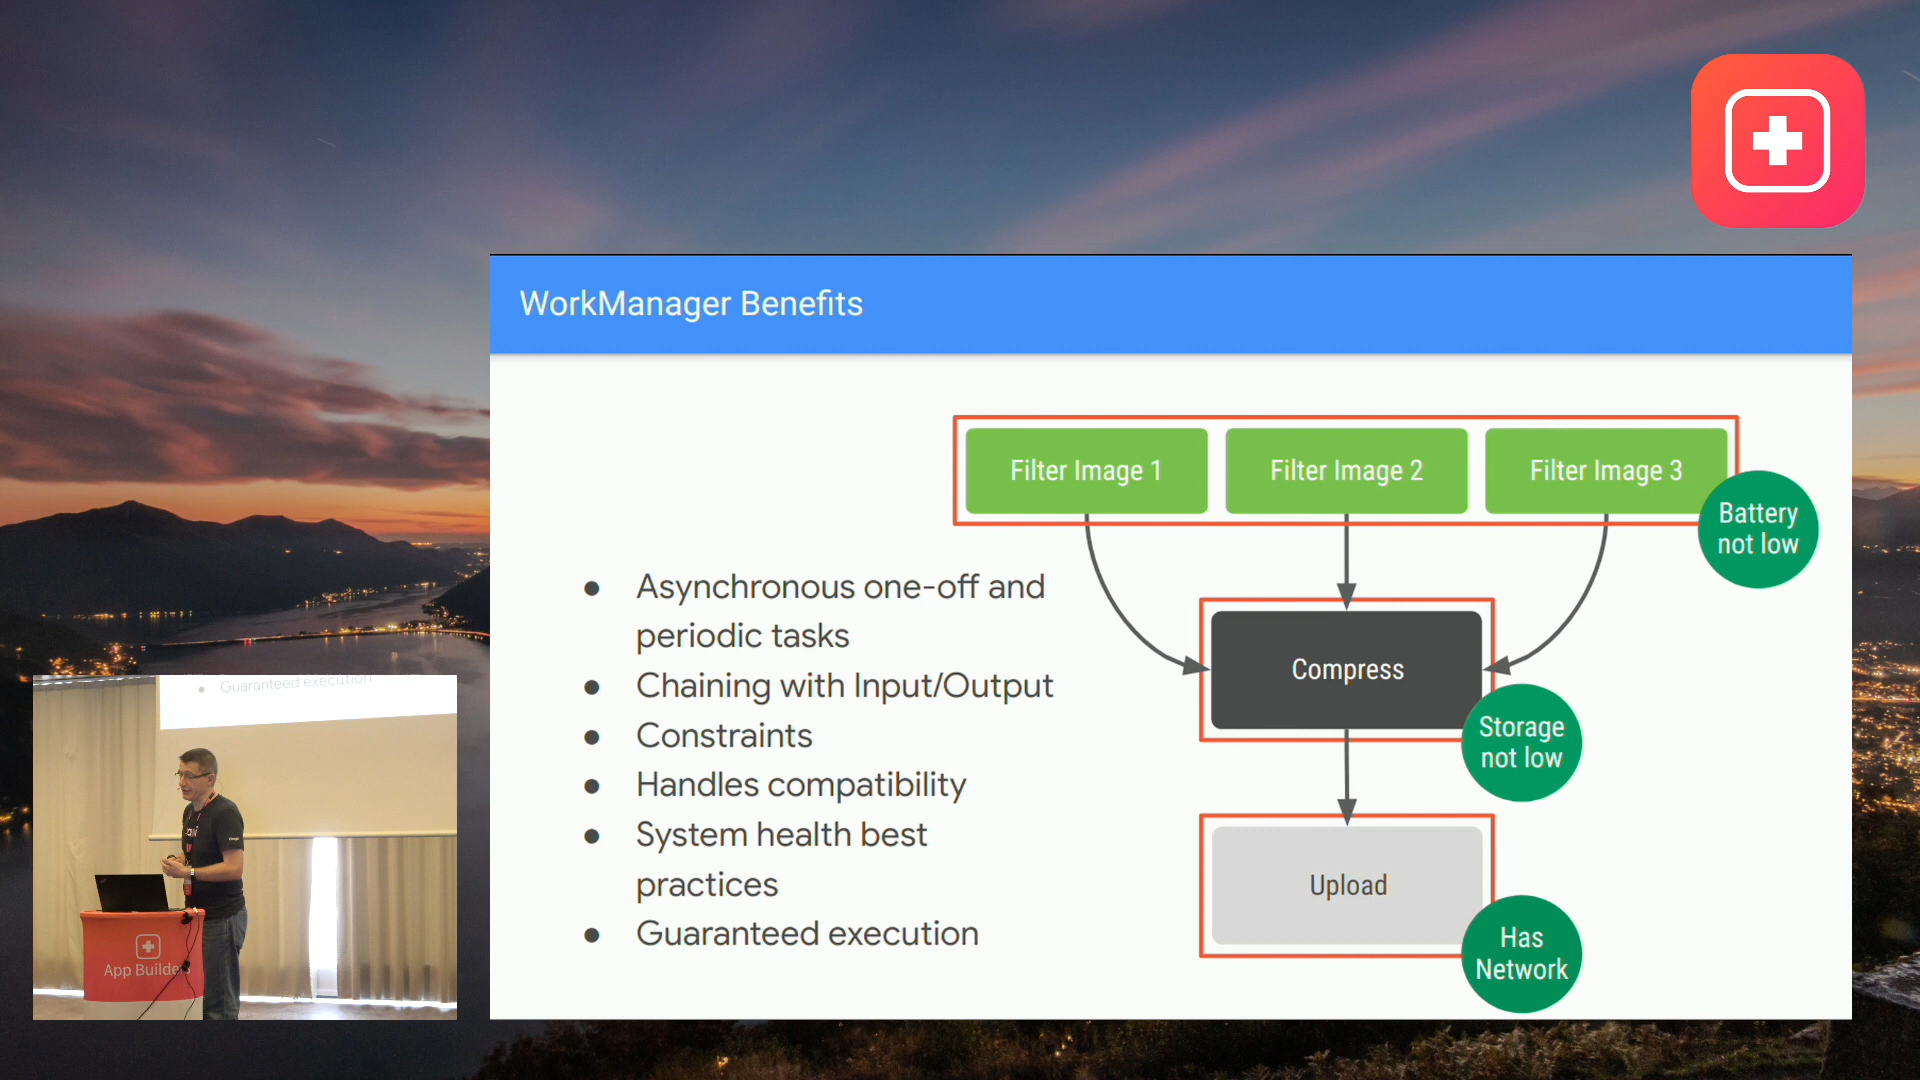 WorkManager Benefits
Filter Image 1
Filter Image 2
Filter Image 3
Battery
not low
● Asynchronous one-off and
periodic tasks
● Chaining with Input/Output
● Constraints
● Handles compatibility
● System health best
practices
● Guaranteed execution
Compress
Storage
not low
Upload
Has
Network
● Guaranteed execution
App Builders